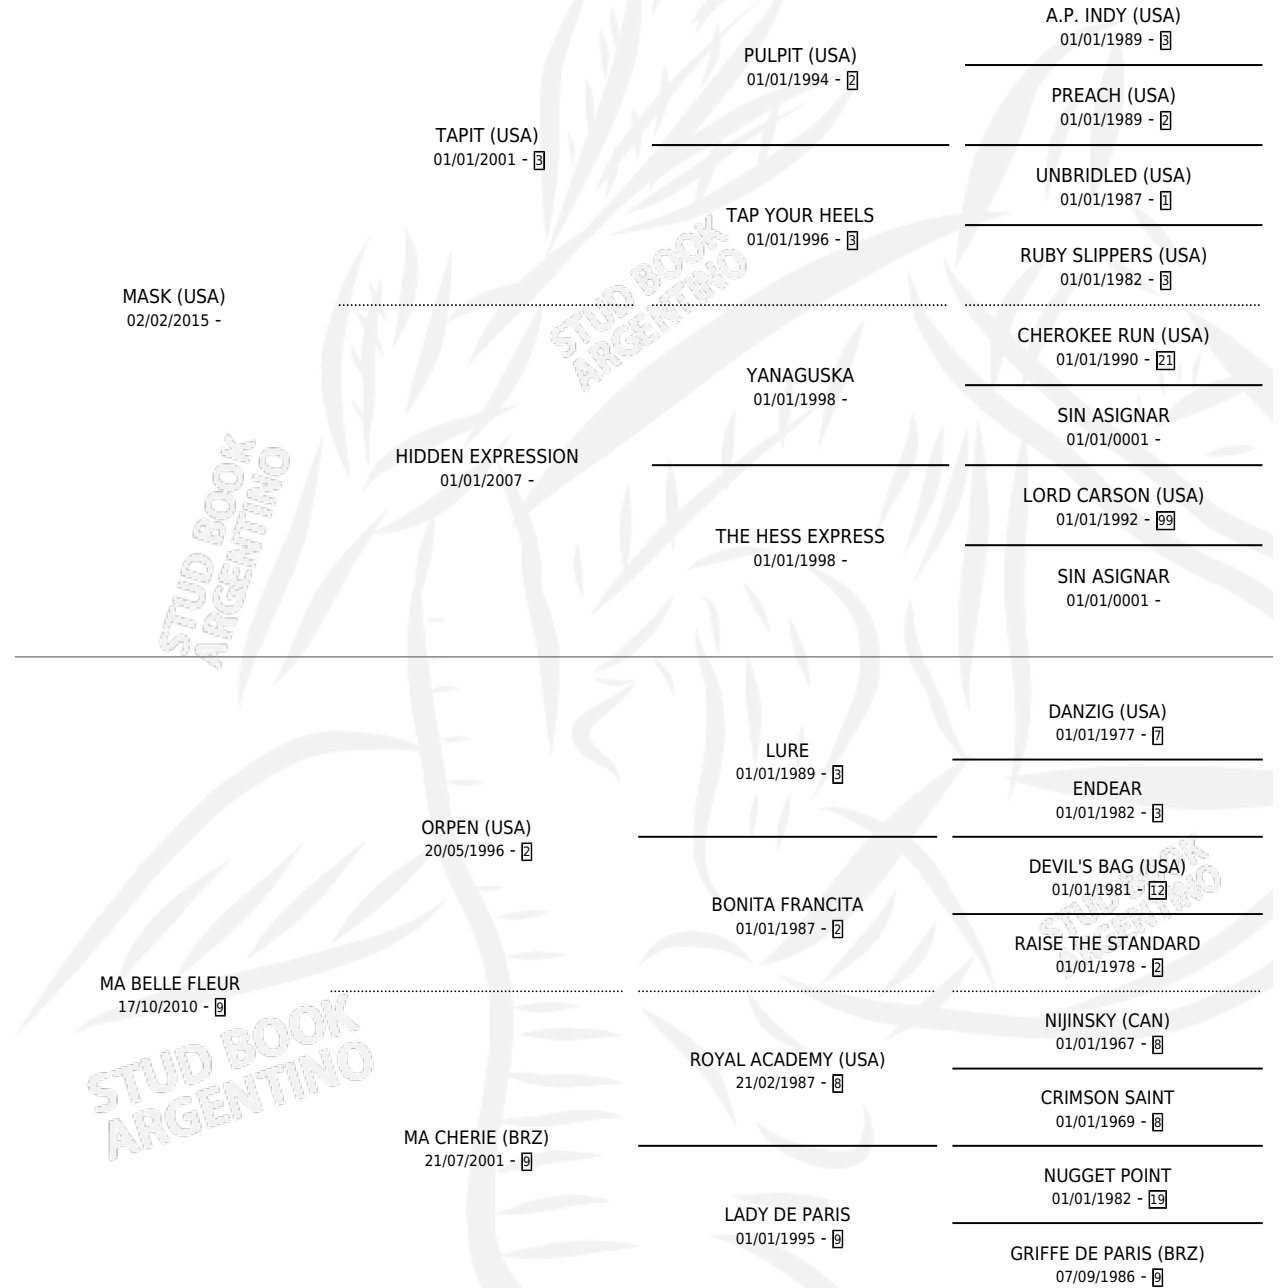 A.P. INDY (USA)
01/01/1989 - 3
PULPIT (USA)
01/01/1994 - 2
PREACH (USA)
01/01/1989 - 2
TAPIT (USA)
01/01/2001 - 3
UNBRIDLED (USA)
01/01/1987 - 1
TAP YOUR HEELS
01/01/1996 - 3
RUBY SLIPPERS (USA)
01/01/1982 - 3
MASK (USA)
02/02/2015 -
CHEROKEE RUN (USA)
01/01/1990 - 21
YANAGUSKA
01/01/1998 -
SIN ASIGNAR
01/01/0001 -
HIDDEN EXPRESSION
01/01/2007 -
LORD CARSON (USA)
01/01/1992 - 99
THE HESS EXPRESS
01/01/1998 -
SIN ASIGNAR
01/01/0001 -
DANZIG (USA)
01/01/1977 - 7
LURE
01/01/1989 - 3
ENDEAR
01/01/1982 - 3
ORPEN (USA)
20/05/1996 - 2
DEVIL'S BAG (USA)
01/01/1981 - 12
BONITA FRANCITA
01/01/1987 - 2
RAISE THE STANDARD
01/01/1978 - 2
MA BELLE FLEUR
17/10/2010 - 9
NIJINSKY (CAN)
01/01/1967 - 8
ROYAL ACADEMY (USA)
21/02/1987 - 8
CRIMSON SAINT
01/01/1969 - 8
MA CHERIE (BRZ)
21/07/2001 - 9
NUGGET POINT
01/01/1982 - 19
LADY DE PARIS
01/01/1995 - 9
GRIFFE DE PARIS (BRZ)
07/09/1986 - 9
STUD BOOK
ARGENTINO
STUD BOOK
ARGENTINO
STUD BOOK
ARGENTINO
STUD BOOK
ARGENTINO